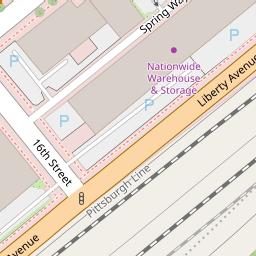 Spring Way
P
Nationwide
Warehouse
& Storage
P
P
P
Liberty Avenue
16th Street
Pittsburgh Line
Avenue